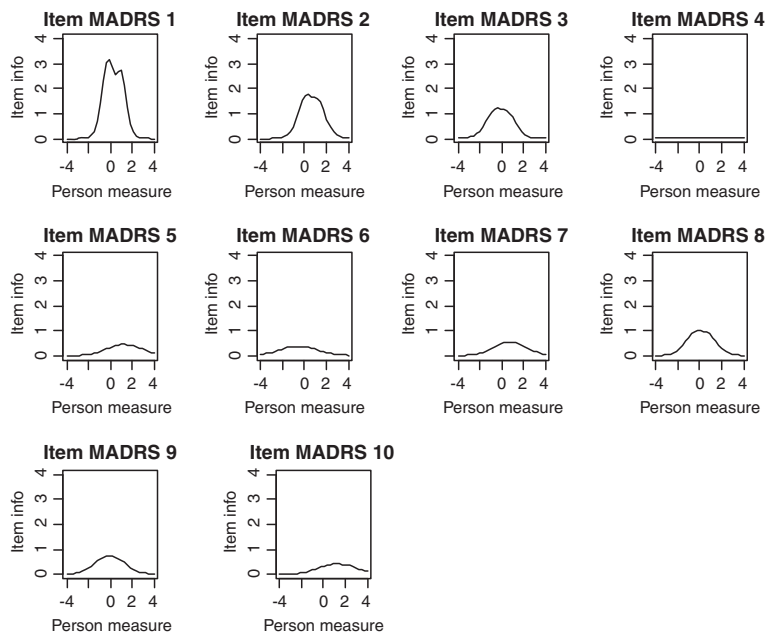 Item MADRS 1
Item info
0 1 2 3 4
-4 0 2 4
Person measure
Item MADRS 2
Item info
0 1 2 3 4
-4 0 2 4
Person measure
Item MADRS 3
Item info
0 1 2 3 4
-4 0 2 4
Person measure
Item MADRS 4
Item info
0 1 2 3 4
-4 0 2 4
Person measure
Item MADRS 5
Item info
0 1 2 3 4
-4 0 2 4
Person measure
Item MADRS 6
Item info
0 1 2 3 4
-4 0 2 4
Person measure
Item MADRS 7
Item info
0 1 2 3 4
-4 0 2 4
Person measure
Item MADRS 8
Item info
0 1 2 3 4
-4 0 2 4
Person measure
Item MADRS 9
Item info
0 1 2 3 4
-4 0 2 4
Person measure
Item MADRS 10
Item info
0 1 2 3 4
-4 0 2 4
Person measure